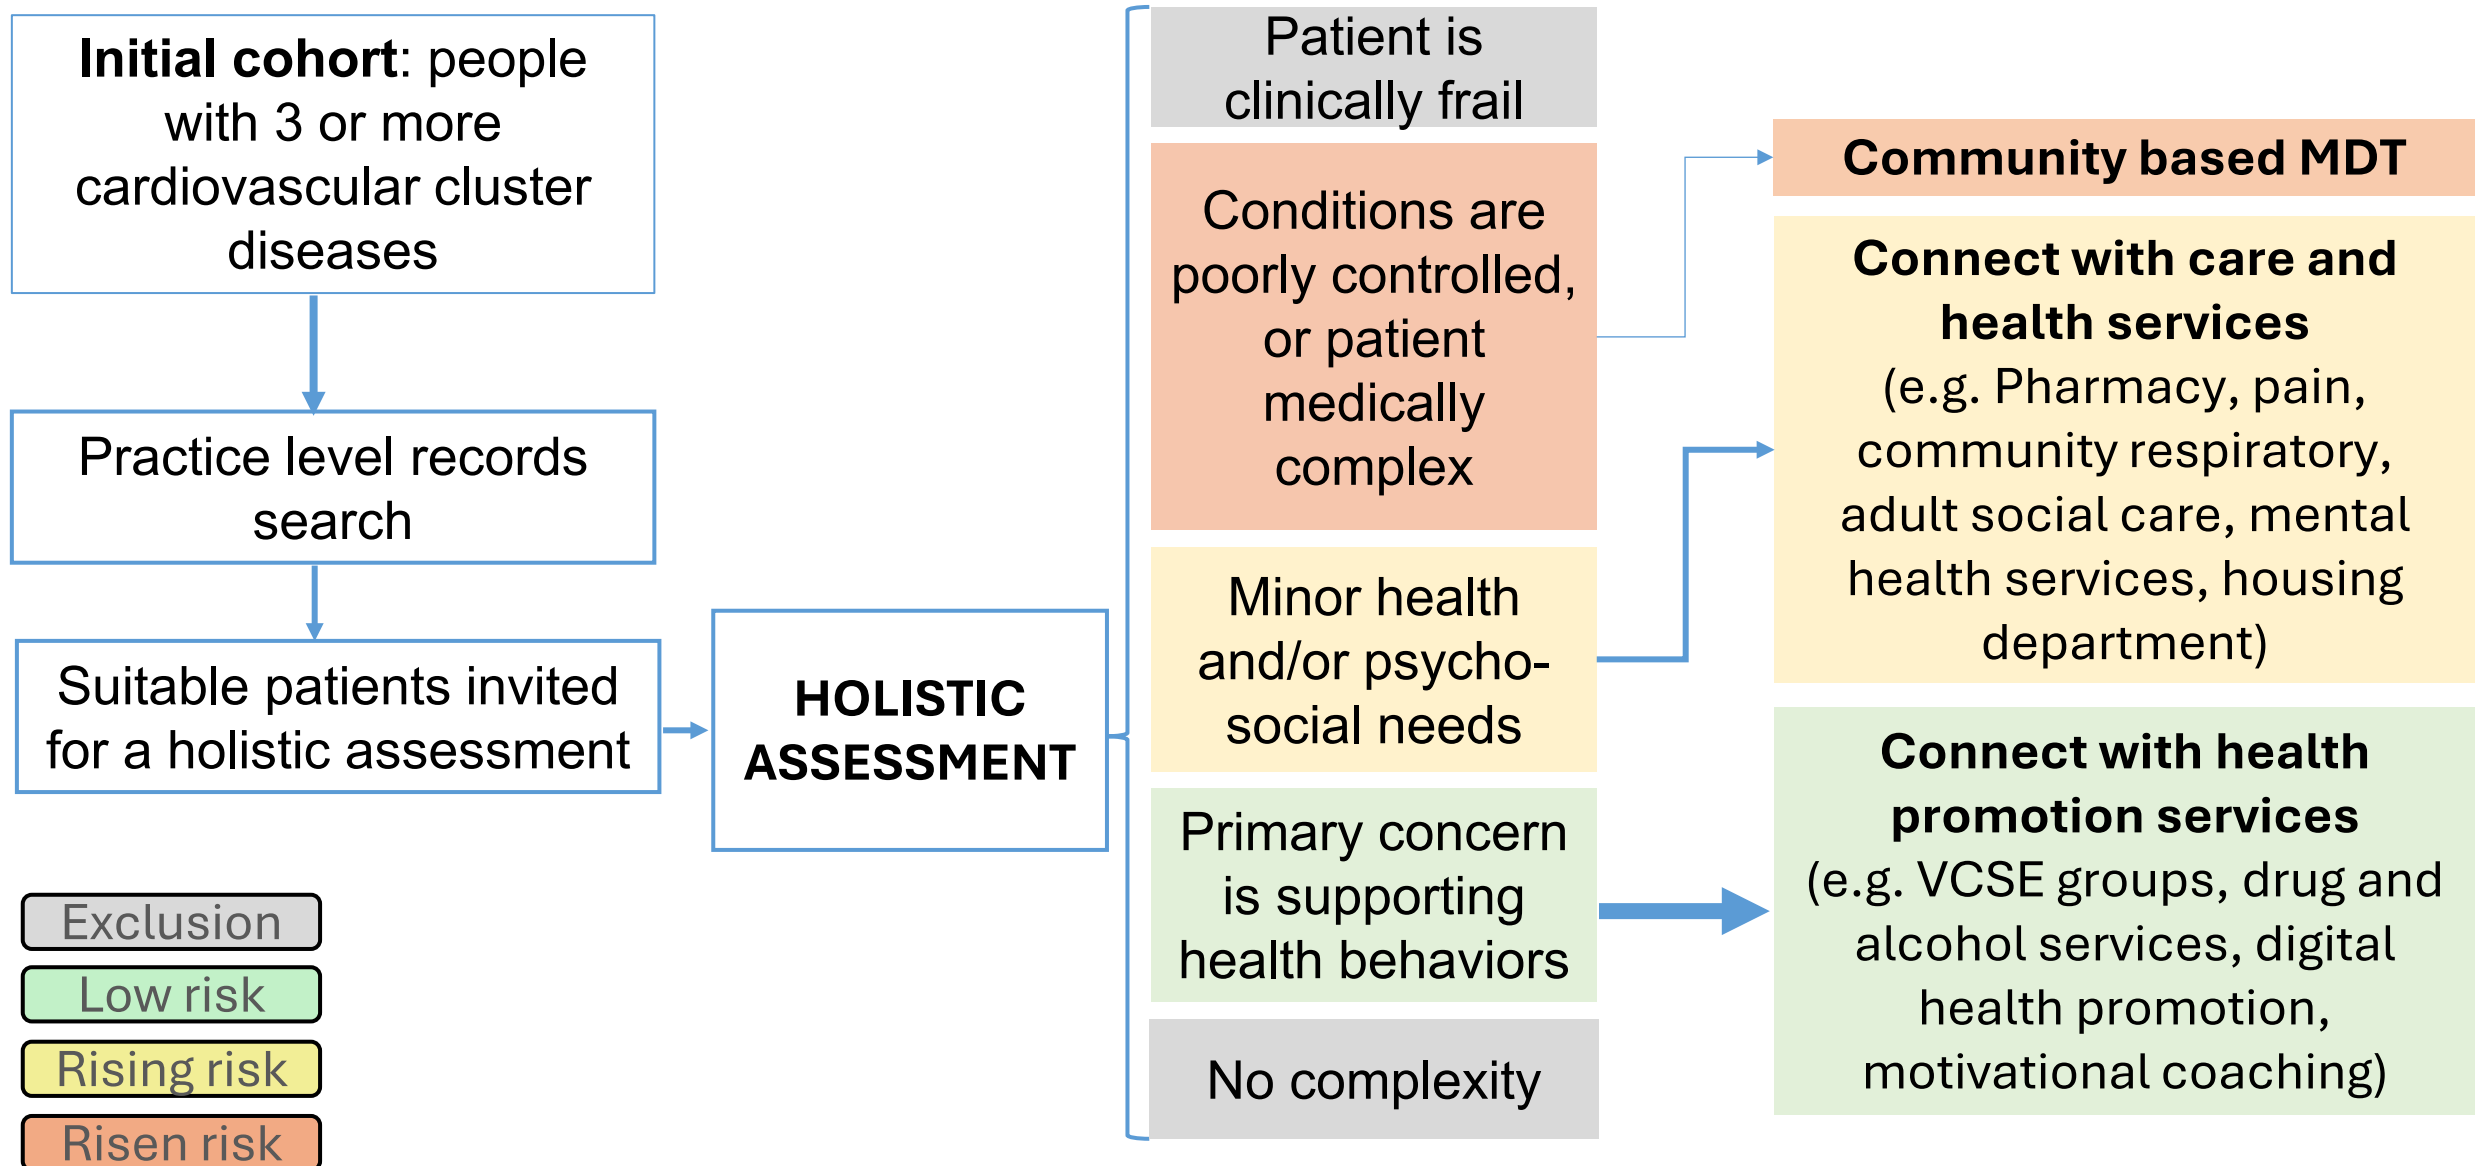 Initial cohort: people
with 3 or more
cardiovascular cluster
diseases
Practice level records
search
Suitable patients invited
for a holistic assessment
HOLISTIC
ASSESSMENT
Patient is
clinically frail
Conditions are
poorly controlled,
or patient
medically
complex
Minor health
and/or psycho-
social needs
Primary concern
is supporting
health behaviors
No complexity
Community based MDT
Connect with care and
health services
(e.g. Pharmacy, pain,
community respiratory,
adult social care, mental
health services, housing
department)
Connect with health
promotion services
(e.g. VCSE groups, drug and
alcohol services, digital
health promotion,
motivational coaching)
Exclusion
Low risk
Rising risk
Risen risk